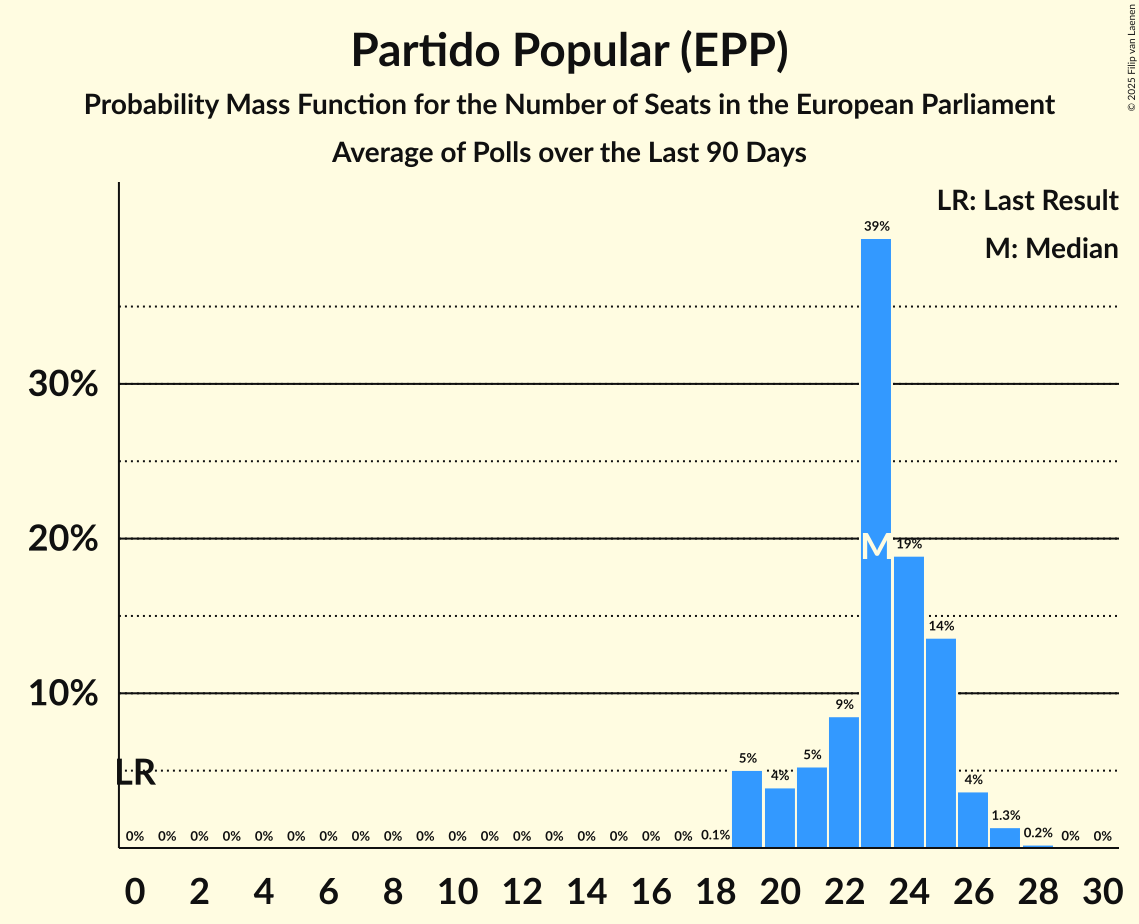 Partido Popular (EPP)
Probability Mass Function for the Number of Seats in the European Parliament
Average of Polls over the Last 90 Days
© 2025 Filip van Laenen
LR: Last Result
M: Median
39%
30%
20%
M
19%
14%
10%
9%
5%
4%
5%
4%
LR
0% 0% 0% 0% 0% 0% 0% 0% 0% 0% 0% 0% 0% 0% 0% 0% 0% 0% 0.1% 1.3% 0.2% 0% 0%
0 2 4 6 8 10 12 14 16 18 20 22 24 26 28 30